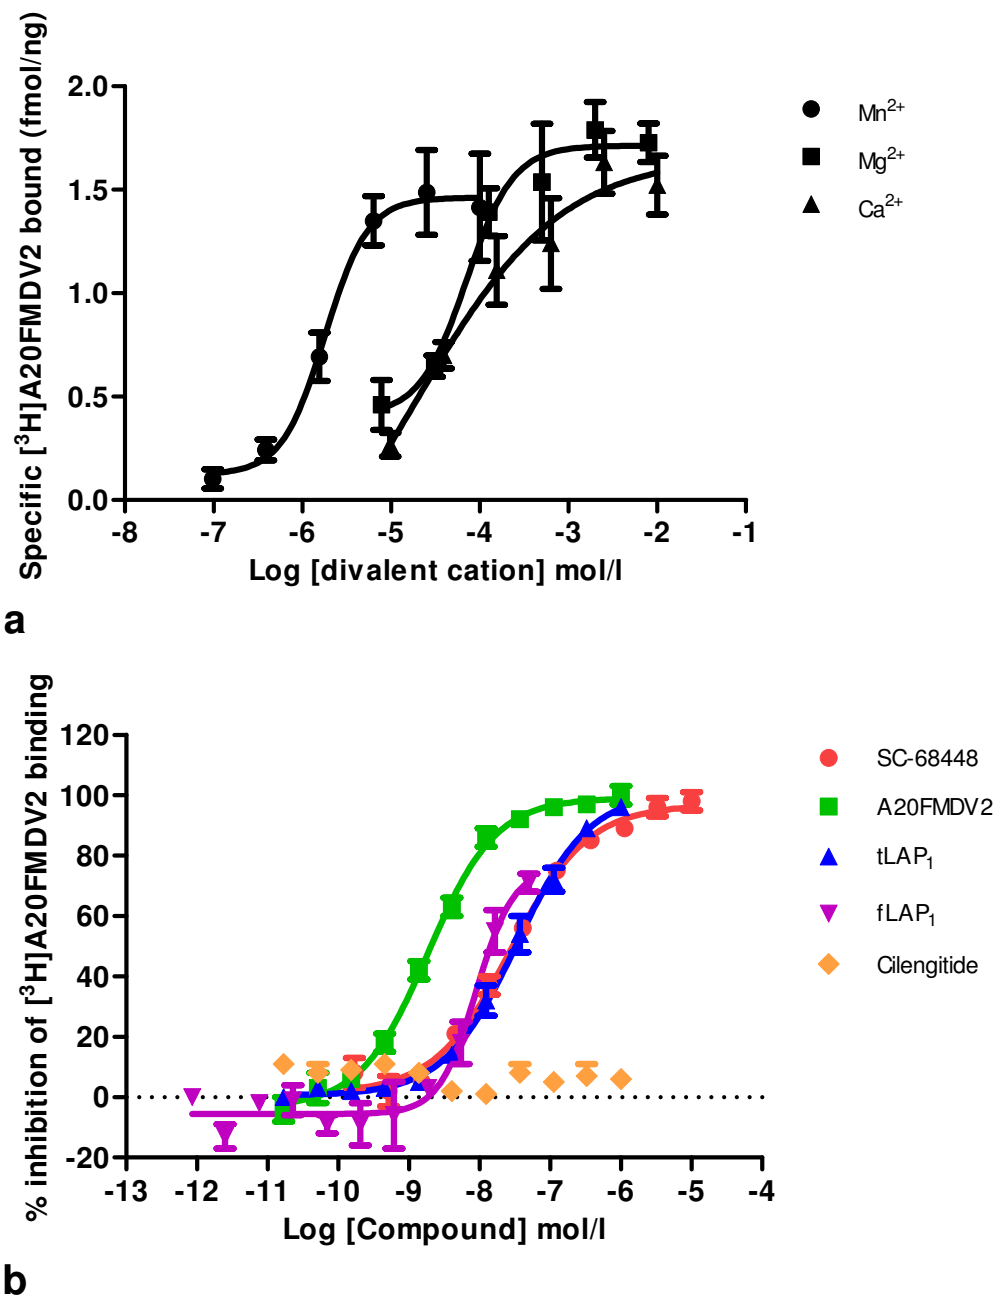 Specific [³H]A20FMDV2 bound (fmol/ng)
2.0
1.5
1.0
0.5
0.0
-8 -7 -6 -5 -4 -3 -2 -1
Log [divalent cation] mol/l
Mn²⁺
Mg²⁺
Ca²⁺
a
% inhibition of [³H]A20FMDV2 binding
120
100
80
60
40
20
0
-20
-13 -12 -11 -10 -9 -8 -7 -6 -5 -4
Log [Compound] mol/l
SC-68448
A20FMDV2
tLAP₁
fLAP₁
Cilengitide
b